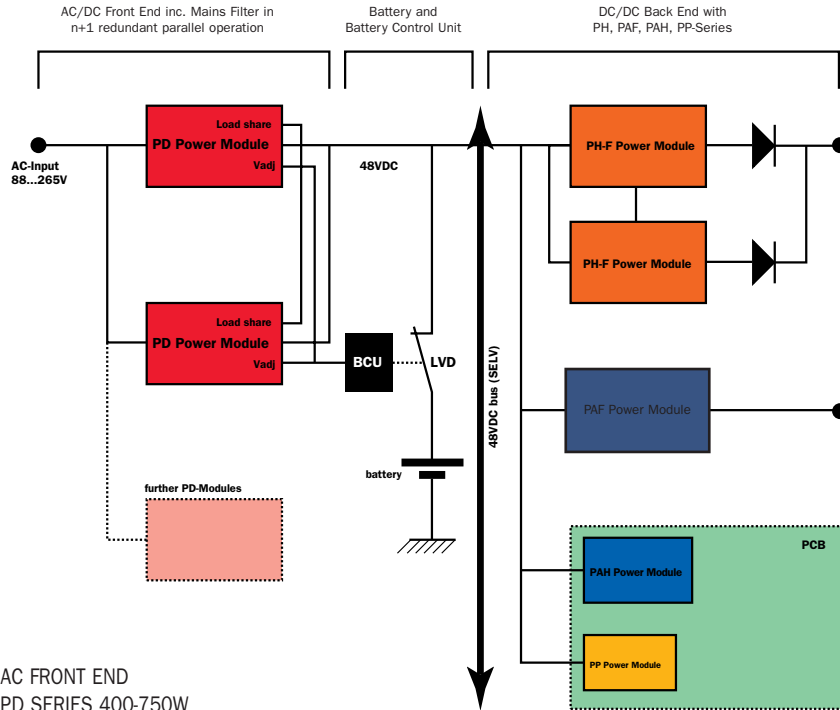 AC/DC Front End inc. Mains Filter in
n+1 redundant parallel operation
Battery and
Battery Control Unit
DC/DC Back End with
PH, PAF, PAH, PP-Series
AC-Input
88...265V
Load share
PD Power Module
Vadj
48VDC
PH-F Power Module
PH-F Power Module
Load share
PD Power Module
Vadj
BCU
LVD
48VDC bus (SELV)
PAF Power Module
battery
further PD-Modules
PCB
PAH Power Module
PP Power Module
AC FRONT END
PD SERIES 400-750W